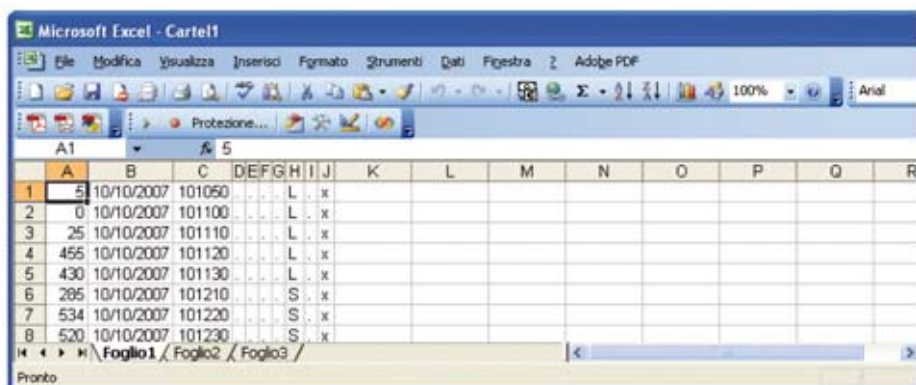 Microsoft Excel - Cartel1
File Modifica Visualizza Inserisci Formato Strumenti Dati Finestra ? Adobe PDF
100% Arial
Protezione...
A1 fx 5
A B C D E F G H I J K L M N O P Q R
1 5 10/10/2007 101050 . . . . L . x
2 0 10/10/2007 101100 . . . . L . x
3 25 10/10/2007 101110 . . . . L . x
4 455 10/10/2007 101120 . . . . L . x
5 430 10/10/2007 101130 . . . . L . x
6 285 10/10/2007 101210 . . . . S . x
7 534 10/10/2007 101220 . . . . S . x
8 520 10/10/2007 101230 . . . . S . x
Foglio1 / Foglio2 / Foglio3 /
Pronto